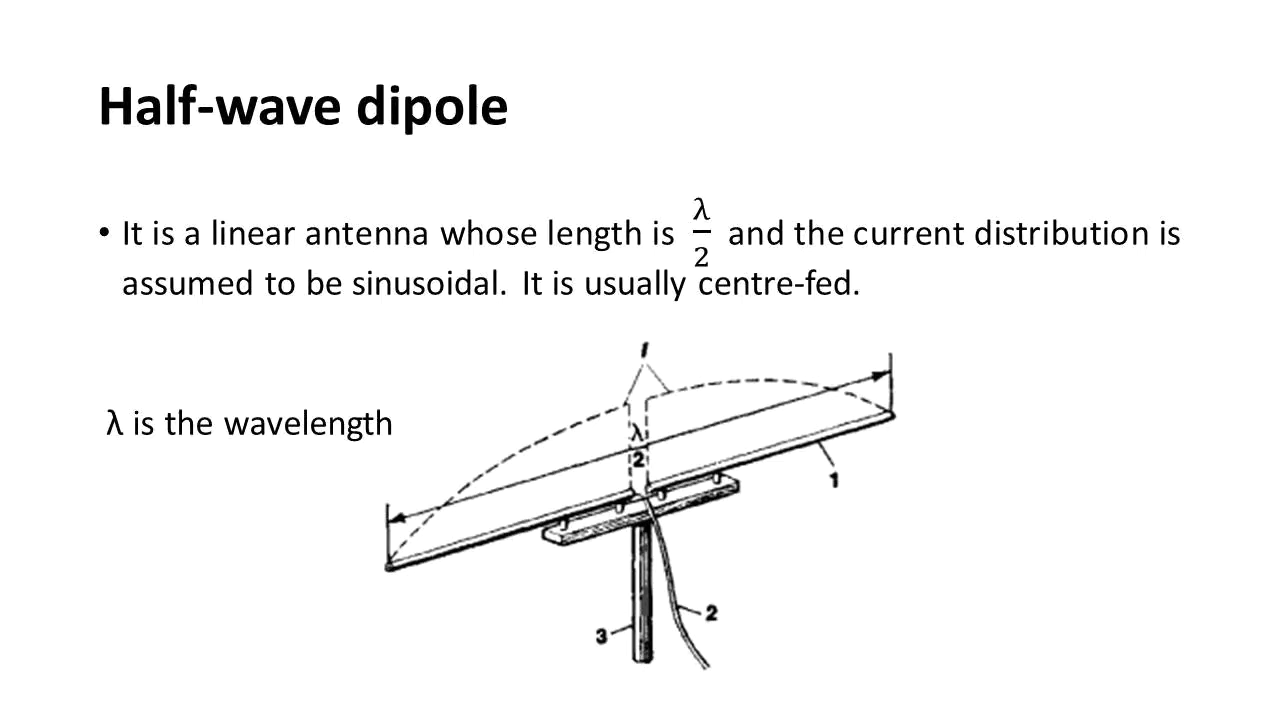 Half-wave dipole
• It is a linear antenna whose length is λ/2 and the current distribution is
assumed to be sinusoidal. It is usually centre-fed.
I
λ is the wavelength
λ
2
1
2
3